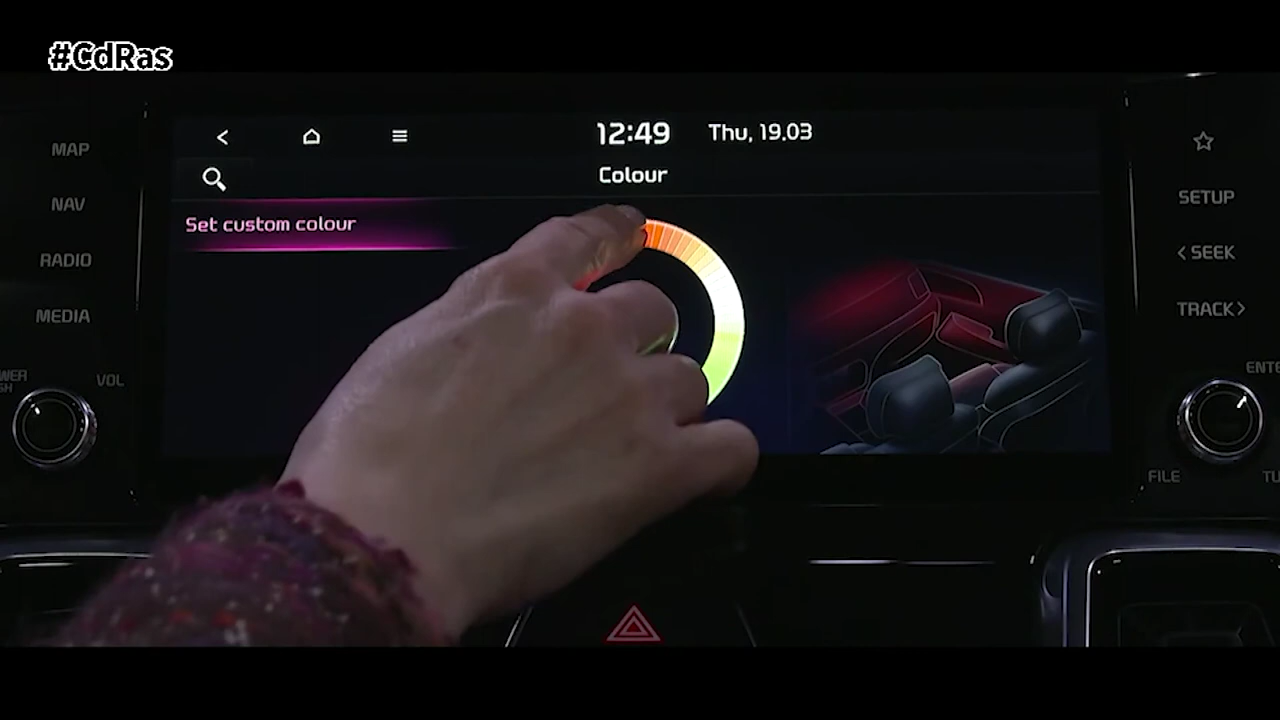 #CdRas
MAP
NAV
RADIO
MEDIA
VOL
12:49 Thu, 19.03
Colour
Set custom colour
SETUP
< SEEK
TRACK >
FILE